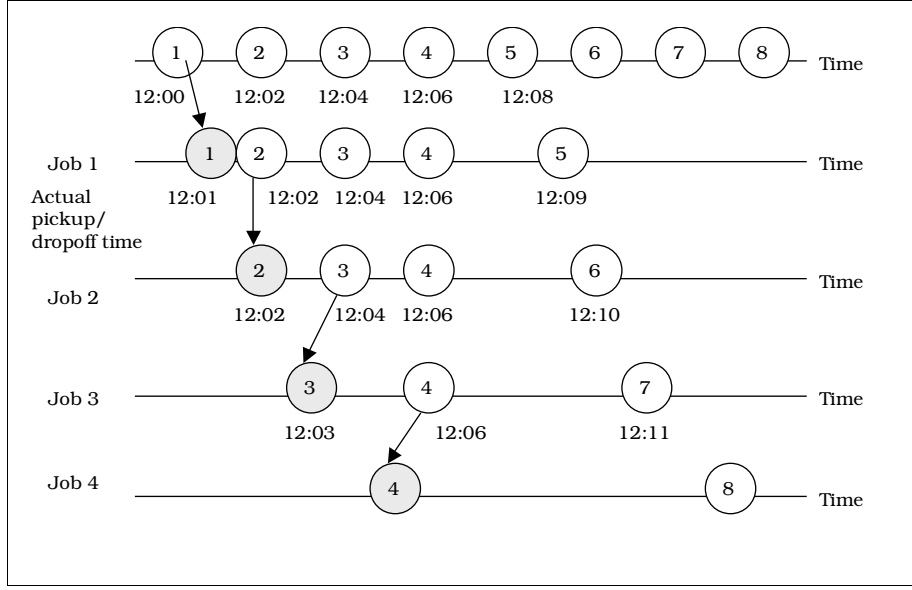 1 2 3 4 5 6 7 8 Time
12:00 12:02 12:04 12:06 12:08
Job 1 1 2 3 4 5 Time
12:01 12:02 12:04 12:06 12:09
Actual
pickup/
dropoff time
2 3 4 6 Time
Job 2
12:02 12:04 12:06 12:10
Job 3 3 4 7 Time
12:03 12:06 12:11
Job 4 4 8 Time